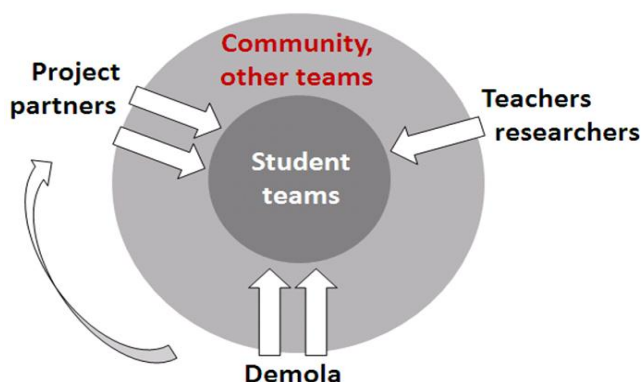 Community,
other teams
Project
partners
Teachers
researchers
Student
teams
Demola